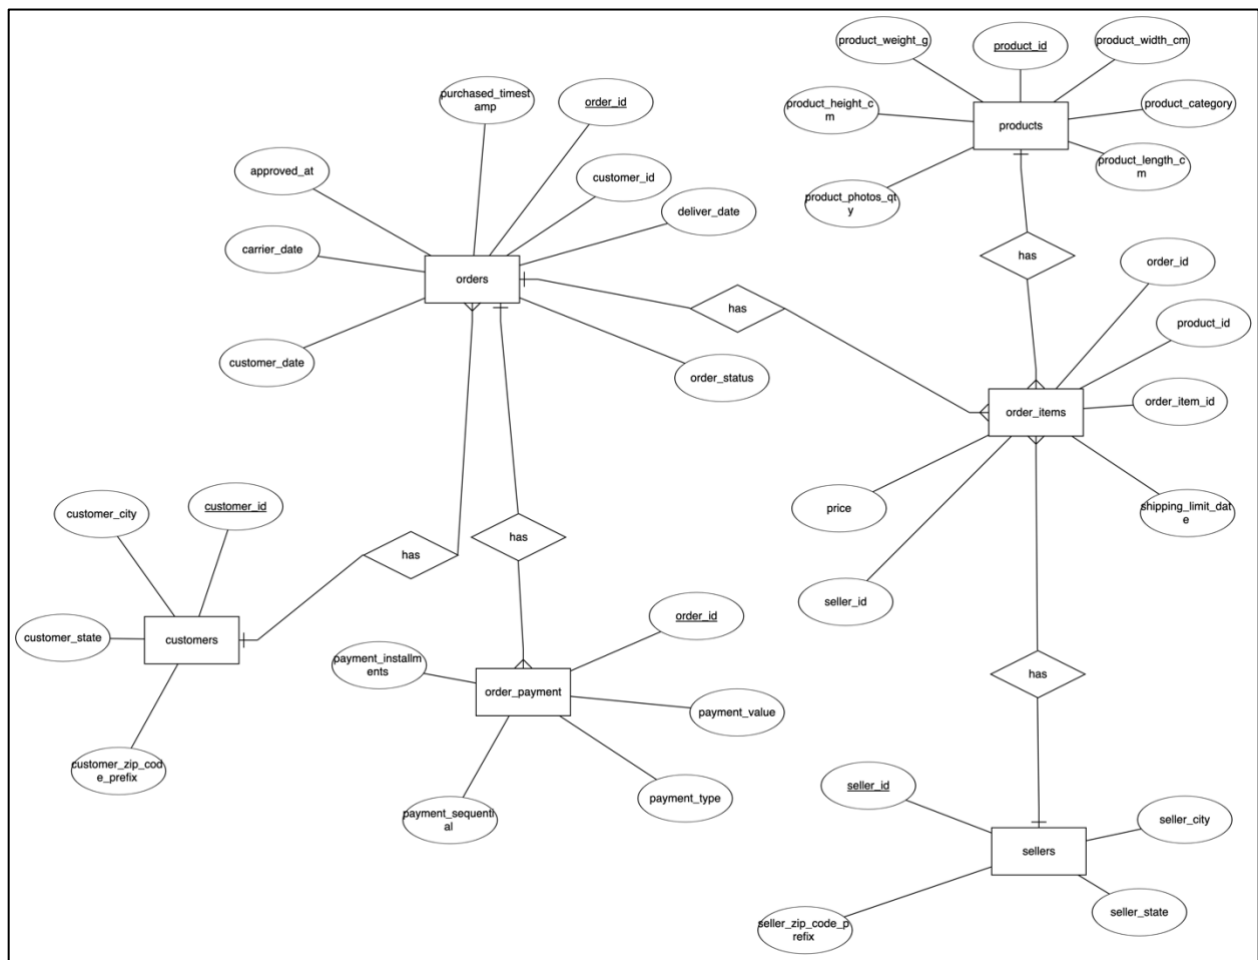 product_weight_g
product_id
product_width_cm
product_height_c
m
products
product_category
product_length_c
m
product_photos_qt
y
purchased_timest
amp
order_id
approved_at
customer_id
deliver_date
carrier_date
orders
customer_date
order_status
has
has
order_id
product_id
order_item_id
order_items
price
shipping_limit_dat
e
seller_id
customer_city
customer_id
customer_state
customers
customer_zip_cod
e_prefix
has
has
order_id
payment_installm
ents
order_payment
payment_value
payment_sequenti
al
payment_type
has
seller_id
seller_city
sellers
seller_zip_code_p
refix
seller_state